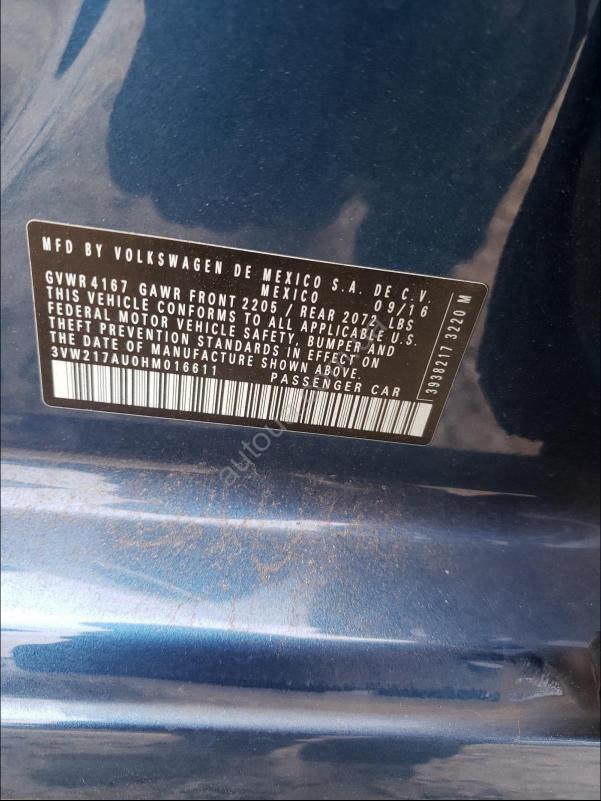 MFD BY VOLKSWAGEN DE MEXICO S.A. DE C.V.
MEXICO 09/16
GVWR 4167 GAWR FRONT 2205 / REAR 2072 LBS
THIS VEHICLE CONFORMS TO ALL APPLICABLE U.S.
FEDERAL MOTOR VEHICLE SAFETY, BUMPER AND
THEFT PREVENTION STANDARDS IN EFFECT ON
THE DATE OF MANUFACTURE SHOWN ABOVE.
3VW217AU0HM016611 PASSENGER CAR
3938217 3220 M